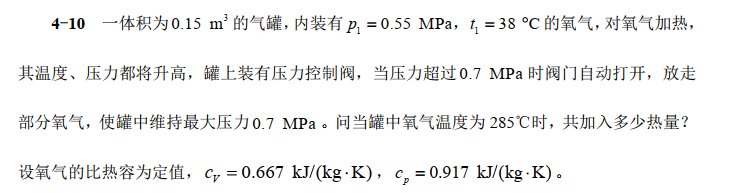 4-10 一体积为 0.15 m³ 的气罐，内装有 p₁ = 0.55 MPa，t₁ = 38 °C 的氧气，对氧气加热，
其温度、压力都将升高，罐上装有压力控制阀，当压力超过 0.7 MPa 时阀门自动打开，放走
部分氧气，使罐中维持最大压力 0.7 MPa 。问当罐中氧气温度为 285℃时，共加入多少热量？
设氧气的比热容为定值，c_V = 0.667 kJ/(kg·K)，c_p = 0.917 kJ/(kg·K) 。